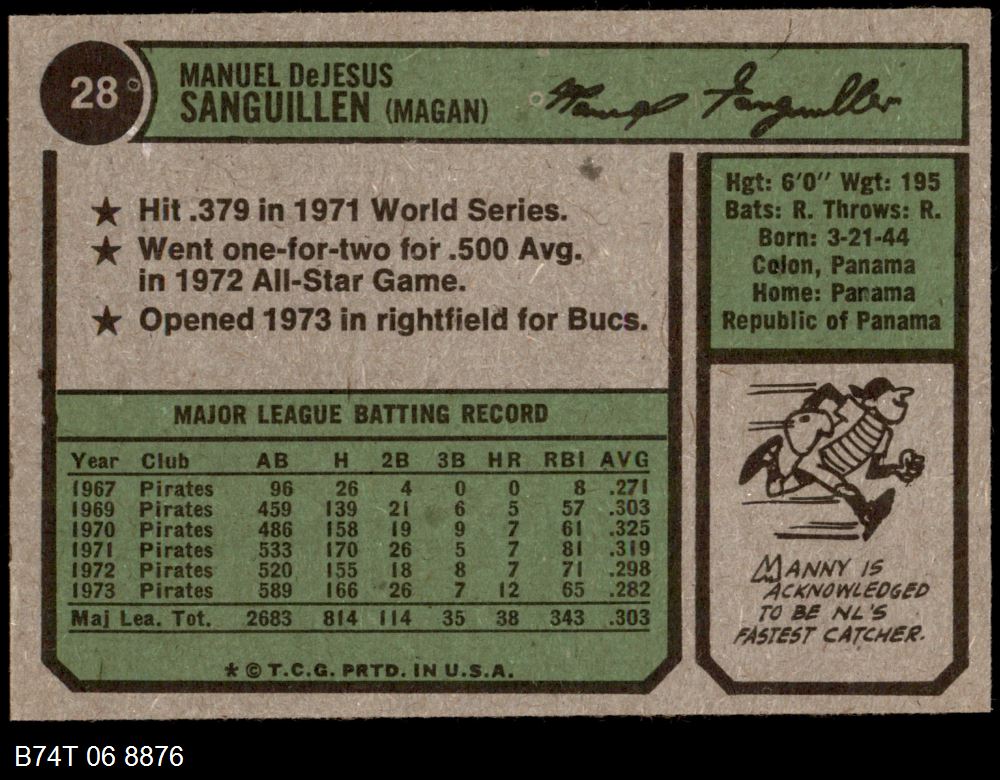 28
MANUEL DeJESUS
SANGUILLEN (MAGAN)
Manuel Sanguillen
★ Hit .379 in 1971 World Series.
★ Went one-for-two for .500 Avg.
in 1972 All-Star Game.
★ Opened 1973 in rightfield for Bucs.
Hgt: 6'0" Wgt: 195
Bats: R. Throws: R.
Born: 3-21-44
Colon, Panama
Home: Panama
Republic of Panama
MAJOR LEAGUE BATTING RECORD
Year Club AB H 2B 3B HR RBI AVG
1967 Pirates 96 26 4 0 0 8 .271
1969 Pirates 459 139 21 6 5 57 .303
1970 Pirates 486 158 19 9 7 61 .325
1971 Pirates 533 170 26 5 7 81 .319
1972 Pirates 520 155 18 8 7 71 .298
1973 Pirates 589 166 26 7 12 65 .282
Maj Lea. Tot. 2683 814 114 35 38 343 .303
* © T.C.G. PRTD. IN U.S.A.
MANNY IS
ACKNOWLEDGED
TO BE NL'S
FASTEST CATCHER.
B74T 06 8876